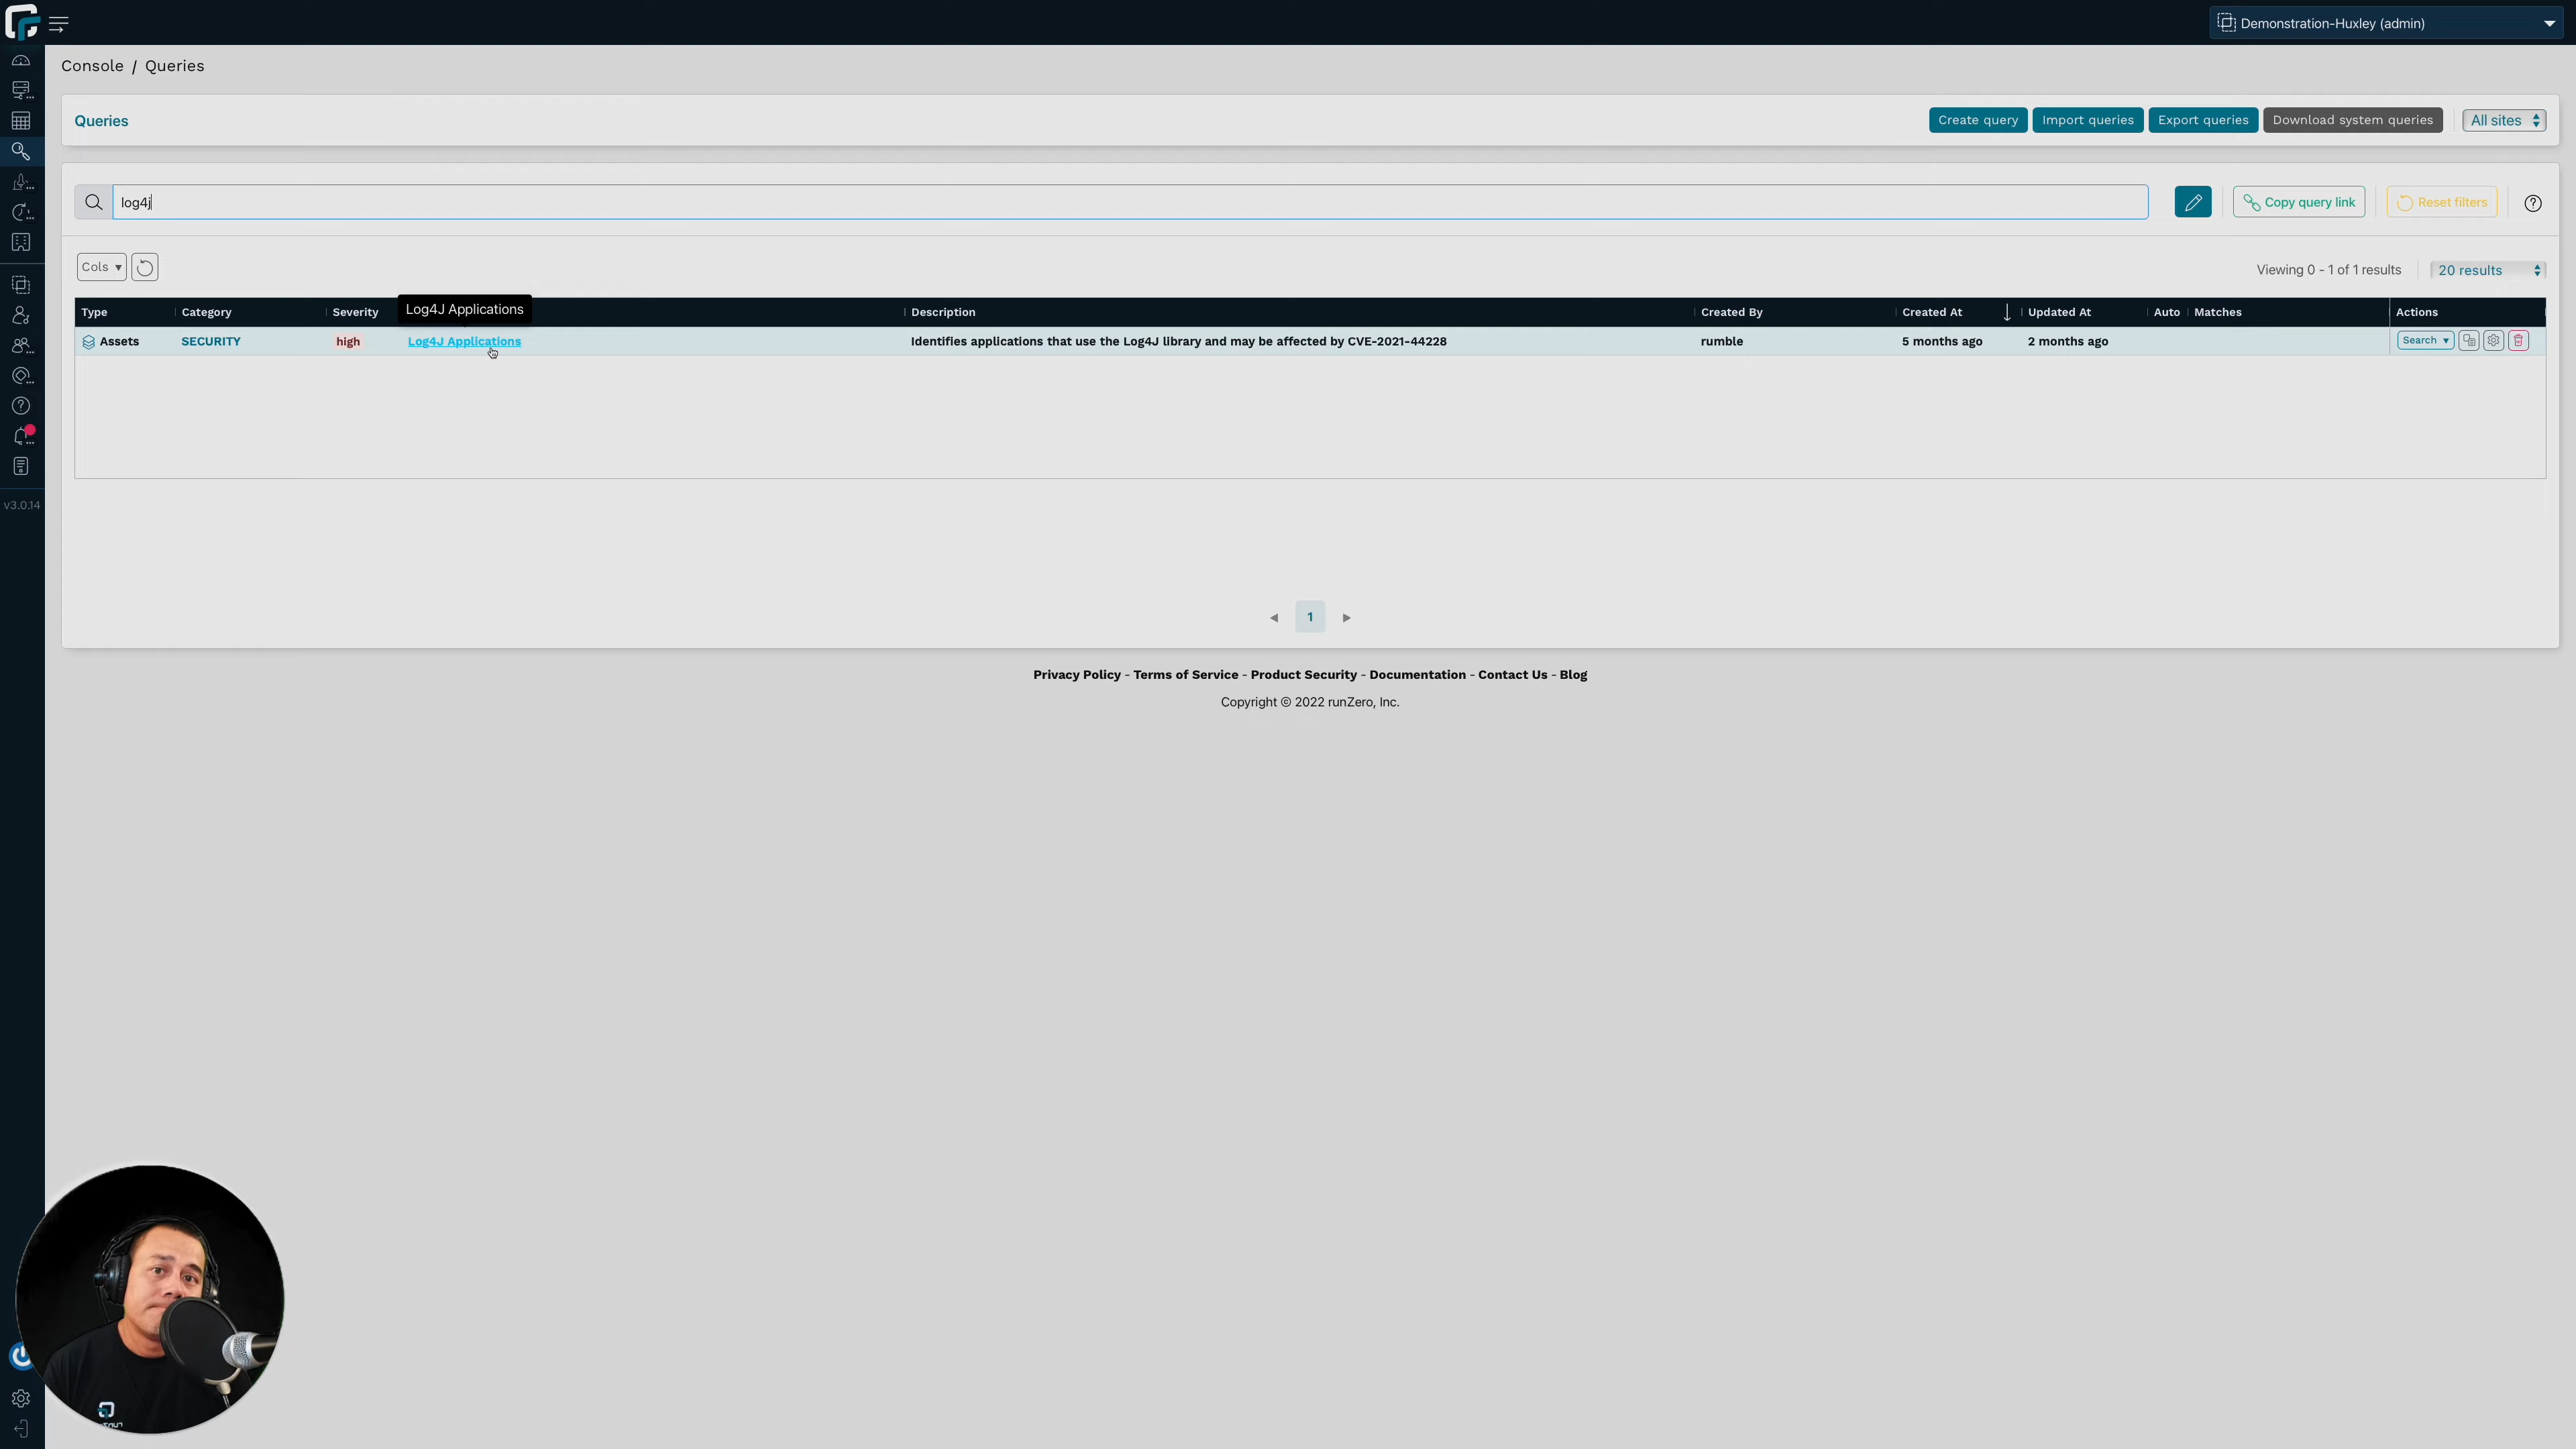 Demonstration-Huxley (admin)
Console / Queries
Queries
Create query
Import queries
Export queries
Download system queries
All sites
log4j
Copy query link
Reset filters
Cols
Viewing 0 - 1 of 1 results
20 results
Type
Category
Severity
Log4J Applications
Description
Created By
Created At
Updated At
Auto
Matches
Actions
Assets
SECURITY
high
Log4J Applications
Identifies applications that use the Log4J library and may be affected by CVE-2021-44228
rumble
5 months ago
2 months ago
Search
v3.0.14
1
Privacy Policy - Terms of Service - Product Security - Documentation - Contact Us - Blog
Copyright © 2022 runZero, Inc.